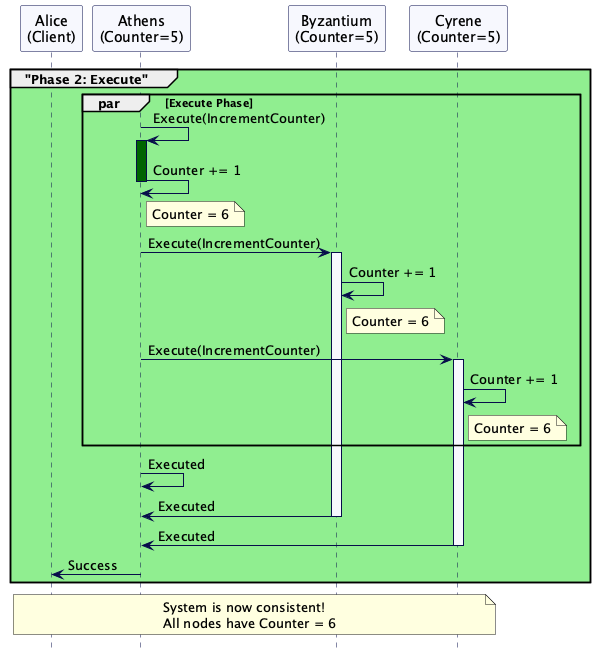 Alice
(Client)
Athens
(Counter=5)
Byzantium
(Counter=5)
Cyrene
(Counter=5)
"Phase 2: Execute"
par
[Execute Phase]
Execute(IncrementCounter)
Counter += 1
Counter = 6
Execute(IncrementCounter)
Counter += 1
Counter = 6
Execute(IncrementCounter)
Counter += 1
Counter = 6
Executed
Executed
Executed
Success
System is now consistent!
All nodes have Counter = 6